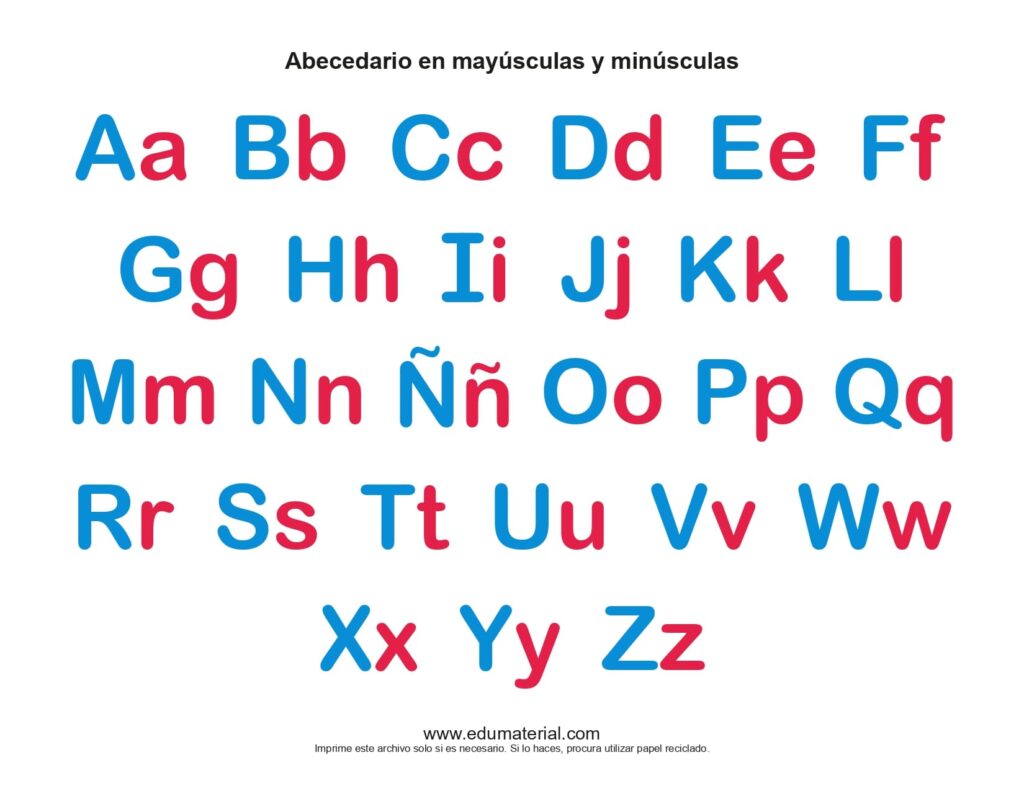 Abecedario en mayúsculas y minúsculas
Aa Bb Cc Dd Ee Ff
Gg Hh Ii Jj Kk Ll
Mm Nn Ññ Oo Pp Qq
Rr Ss Tt Uu Vv Ww
Xx Yy Zz
www.edumaterial.com
Imprime este archivo solo si es necesario. Si lo haces, procura utilizar papel reciclado.